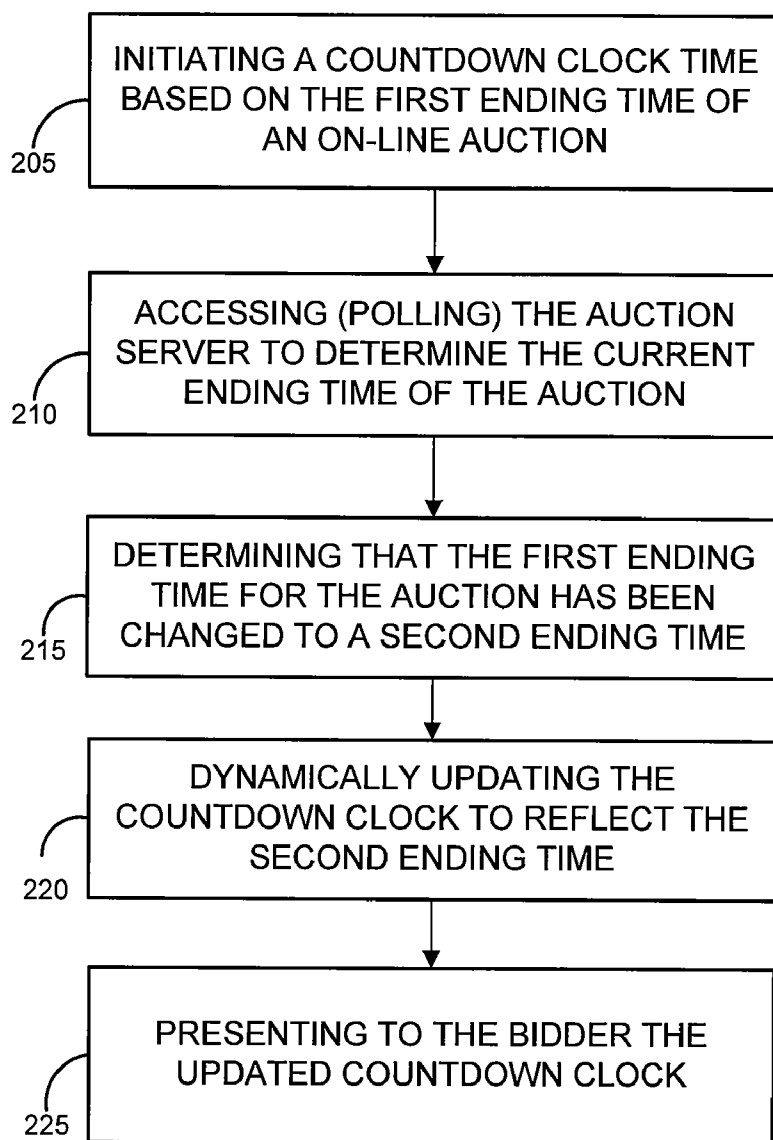 INITIATING A COUNTDOWN CLOCK TIME
BASED ON THE FIRST ENDING TIME OF
AN ON-LINE AUCTION
205
ACCESSING (POLLING) THE AUCTION
SERVER TO DETERMINE THE CURRENT
ENDING TIME OF THE AUCTION
210
DETERMINING THAT THE FIRST ENDING
TIME FOR THE AUCTION HAS BEEN
CHANGED TO A SECOND ENDING TIME
215
DYNAMICALLY UPDATING THE
COUNTDOWN CLOCK TO REFLECT THE
SECOND ENDING TIME
220
PRESENTING TO THE BIDDER THE
UPDATED COUNTDOWN CLOCK
225